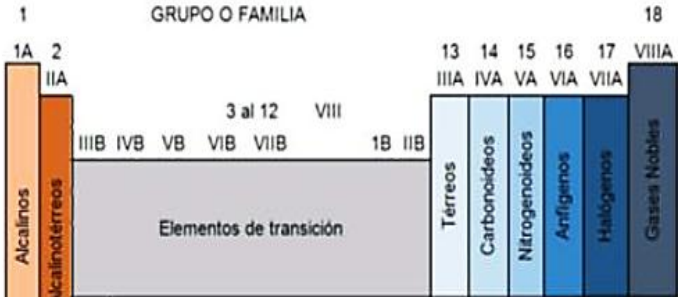 1 GRUPO O FAMILIA 18
1A 2 13 14 15 16 17 VIIIA
IIA IIIA IVA VA VIA VIIA
3 al 12 VIII
IIIB IVB VB VIB VIIB 1B IIB
Alcalinos
Alcalinotérreos
Elementos de transición
Térreos
Carbonoideos
Nitrogenoideos
Anfígenos
Halógenos
Gases Nobles